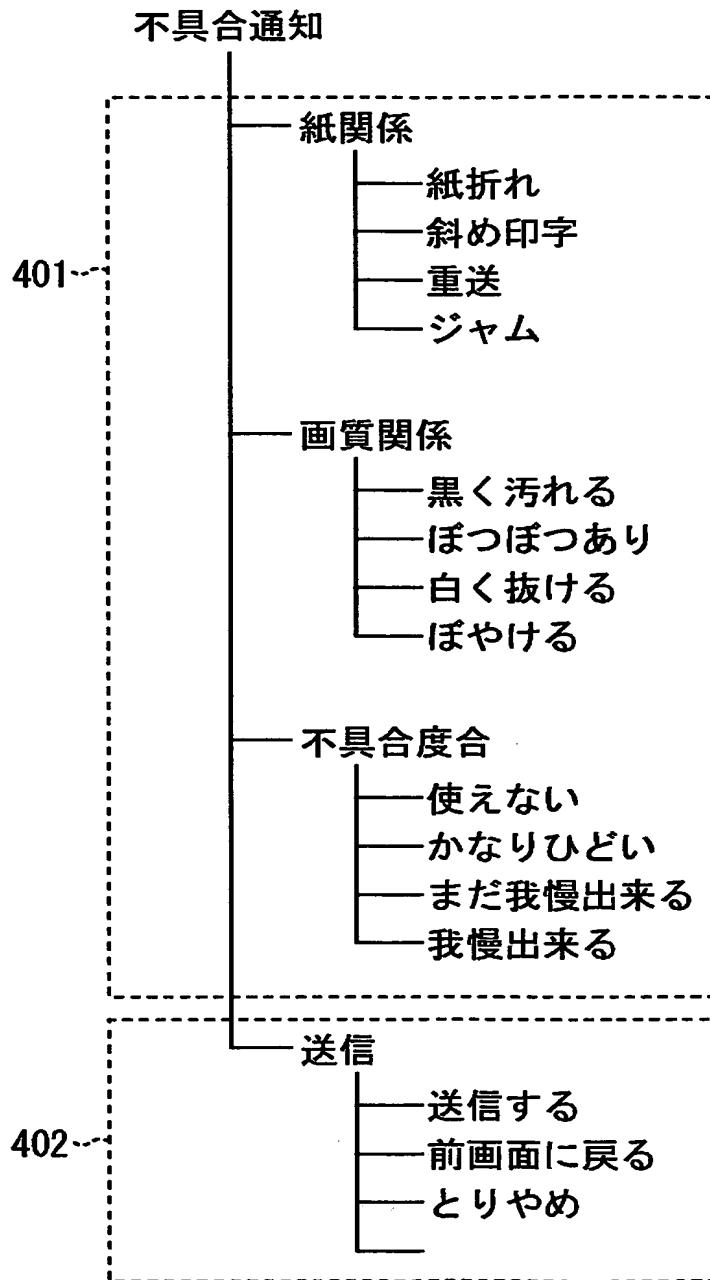 不具合通知
紙関係
紙折れ
斜め印字
401
重送
ジャム
画質関係
黒く汚れる
ぽつぽつあり
白く抜ける
ぼやける
不具合度合
使えない
かなりひどい
まだ我慢出来る
我慢出来る
送信
送信する
402
前画面に戻る
とりやめ